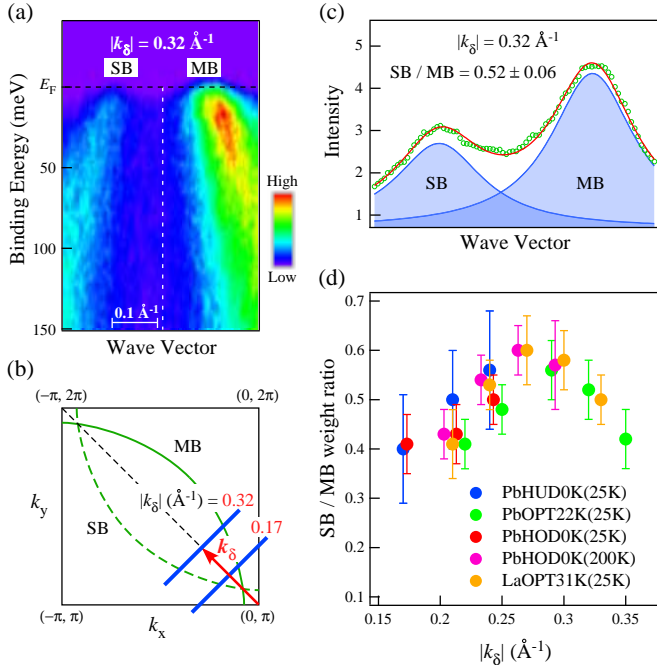 (a)
|kδ| = 0.32 Å⁻¹
SB
MB
EF
50
100
150
Binding Energy (meV)
0.1 Å⁻¹
Wave Vector
High
Low
(b)
(−π, 2π)
(0, 2π)
MB
|kδ| (Å⁻¹) = 0.32
0.17
ky
SB
kδ
(−π, π)
(0, π)
kx
(c)
|kδ| = 0.32 Å⁻¹
SB / MB = 0.52 ± 0.06
5
4
3
2
1
Intensity
SB
MB
Wave Vector
(d)
0.7
0.6
0.5
0.4
0.3
0.2
0.1
SB / MB weight ratio
PbHUD0K(25K)
PbOPT22K(25K)
PbHOD0K(25K)
PbHOD0K(200K)
LaOPT31K(25K)
0.15
0.2
0.25
0.3
0.35
|kδ| (Å⁻¹)